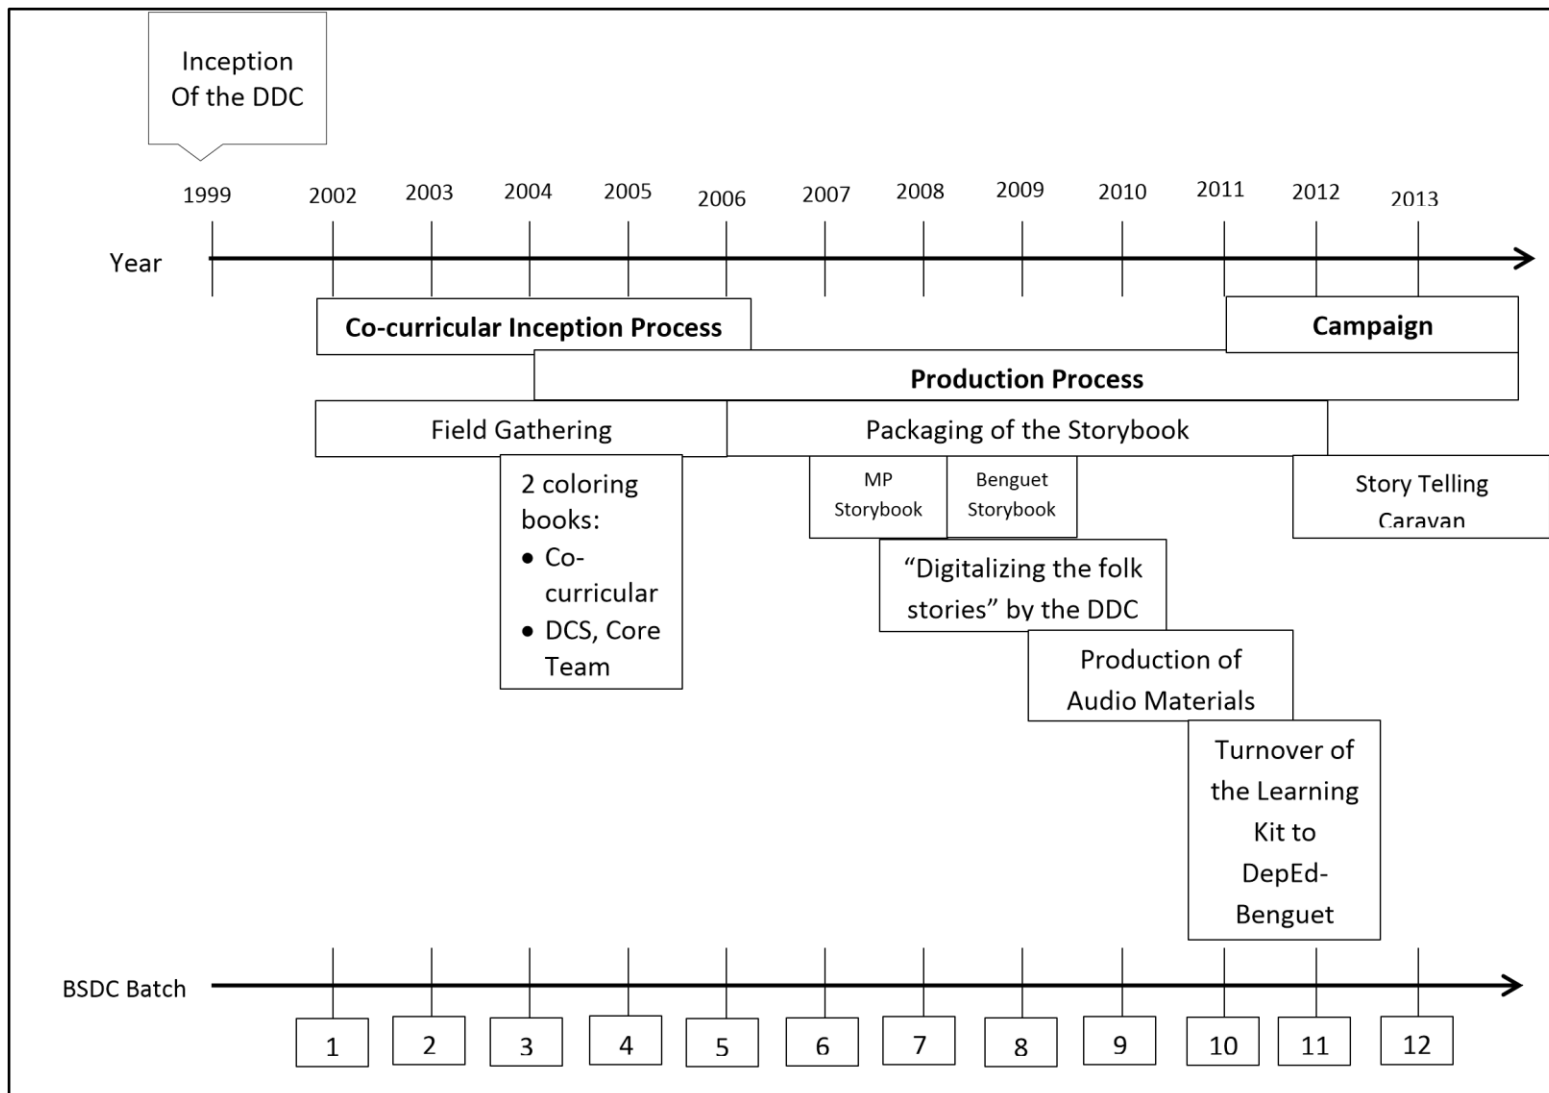 Inception
Of the DDC
1999 2002 2003 2004 2005 2006 2007 2008 2009 2010 2011 2012 2013
Year
Co-curricular Inception Process
Campaign
Production Process
Field Gathering
Packaging of the Storybook
2 coloring
books:
• Co-
curricular
• DCS, Core
Team
MP
Storybook
Benguet
Storybook
Story Telling
Caravan
“Digitalizing the folk
stories” by the DDC
Production of
Audio Materials
Turnover of
the Learning
Kit to
DepEd-
Benguet
BSDC Batch
1 2 3 4 5 6 7 8 9 10 11 12